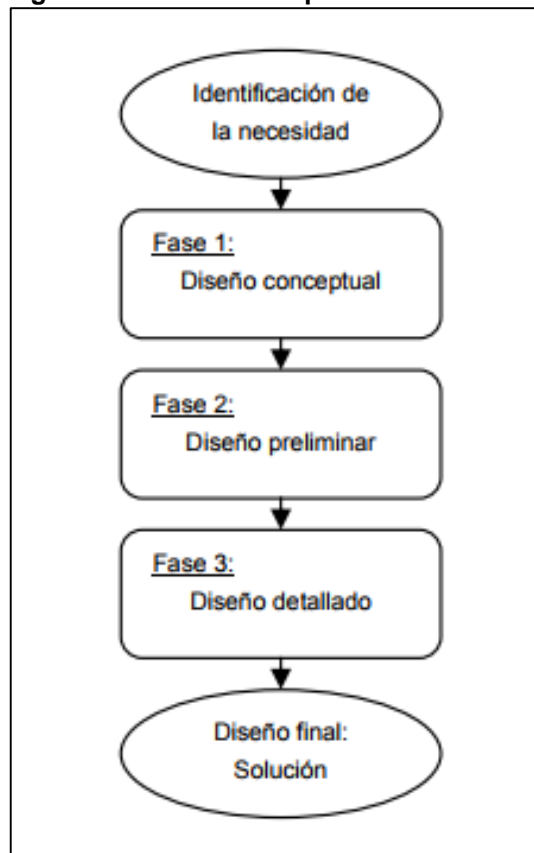 Identificación de
la necesidad
Fase 1:
Diseño conceptual
Fase 2:
Diseño preliminar
Fase 3:
Diseño detallado
Diseño final:
Solución